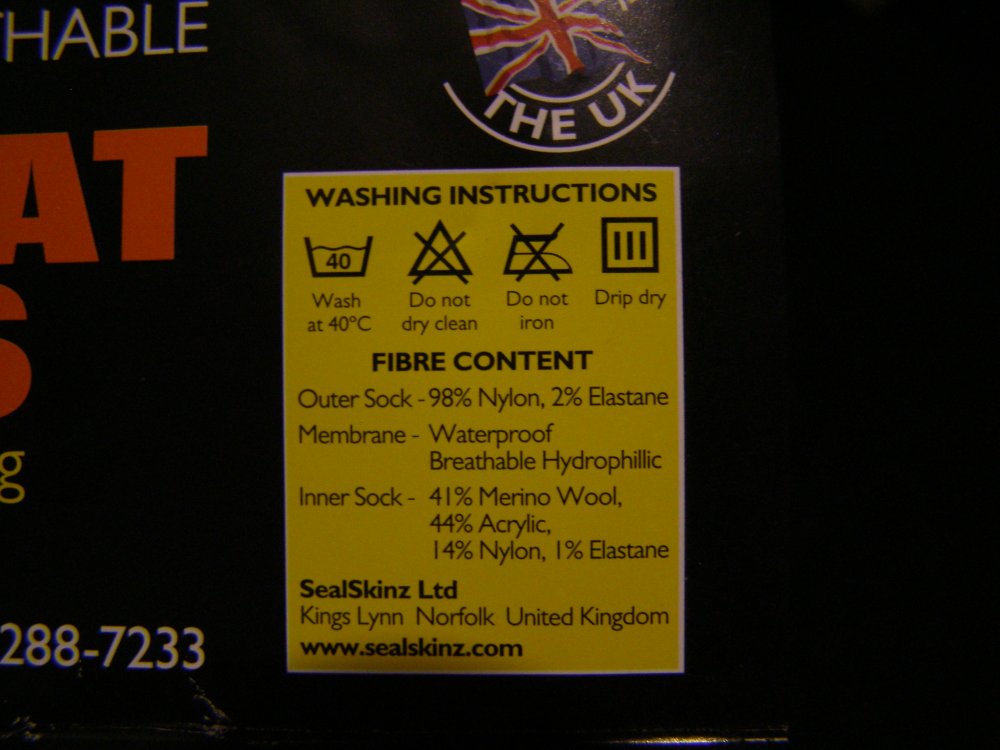 THE UK
WASHING INSTRUCTIONS
40
Wash
at 40°C
Do not
dry clean
Do not
iron
Drip dry
FIBRE CONTENT
Outer Sock - 98% Nylon, 2% Elastane
Membrane - Waterproof
Breathable Hydrophillic
Inner Sock - 41% Merino Wool,
44% Acrylic,
14% Nylon, 1% Elastane
SealSkinz Ltd
Kings Lynn Norfolk United Kingdom
www.sealskinz.com
288-7233